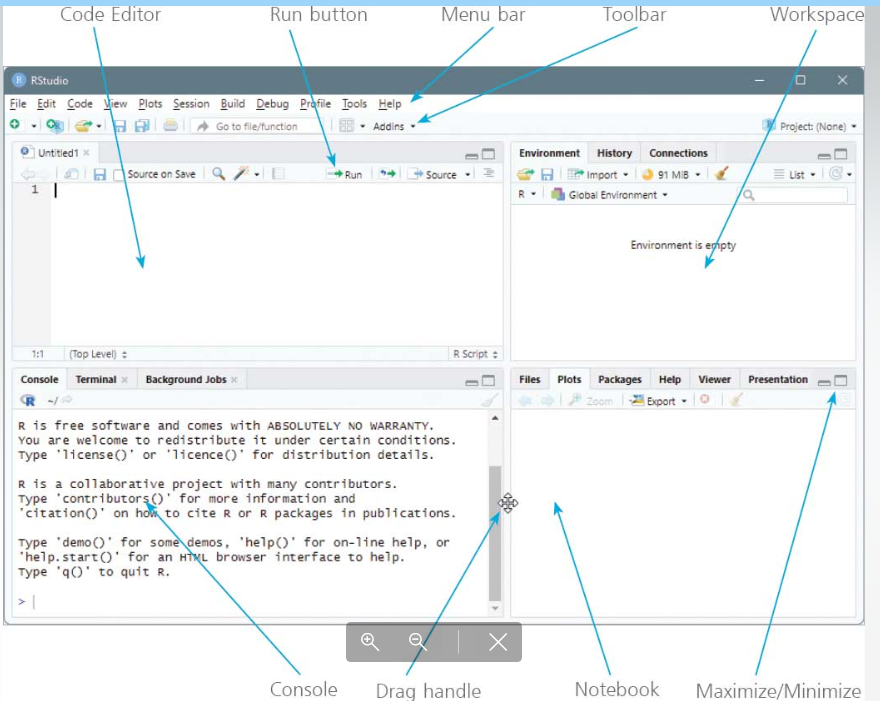 Code Editor
Run button
Menu bar
Toolbar
Workspace
RStudio
File Edit Code View Plots Session Build Debug Profile Tools Help
Go to file/function
Addins
Project: (None)
Untitled1
Source on Save
Run
Source
1
1:1 (Top Level)
R Script
Environment History Connections
Import
91 MiB
List
R
Global Environment
Environment is empty
Console Terminal Background Jobs
R ~/
R is free software and comes with ABSOLUTELY NO WARRANTY.
You are welcome to redistribute it under certain conditions.
Type 'license()' or 'licence()' for distribution details.
R is a collaborative project with many contributors.
Type 'contributors()' for more information and
'citation()' on how to cite R or R packages in publications.
Type 'demo()' for some demos, 'help()' for on-line help, or
'help.start()' for an HTML browser interface to help.
Type 'q()' to quit R.
>
Files Plots Packages Help Viewer Presentation
Zoom
Export
Console
Drag handle
Notebook
Maximize/Minimize